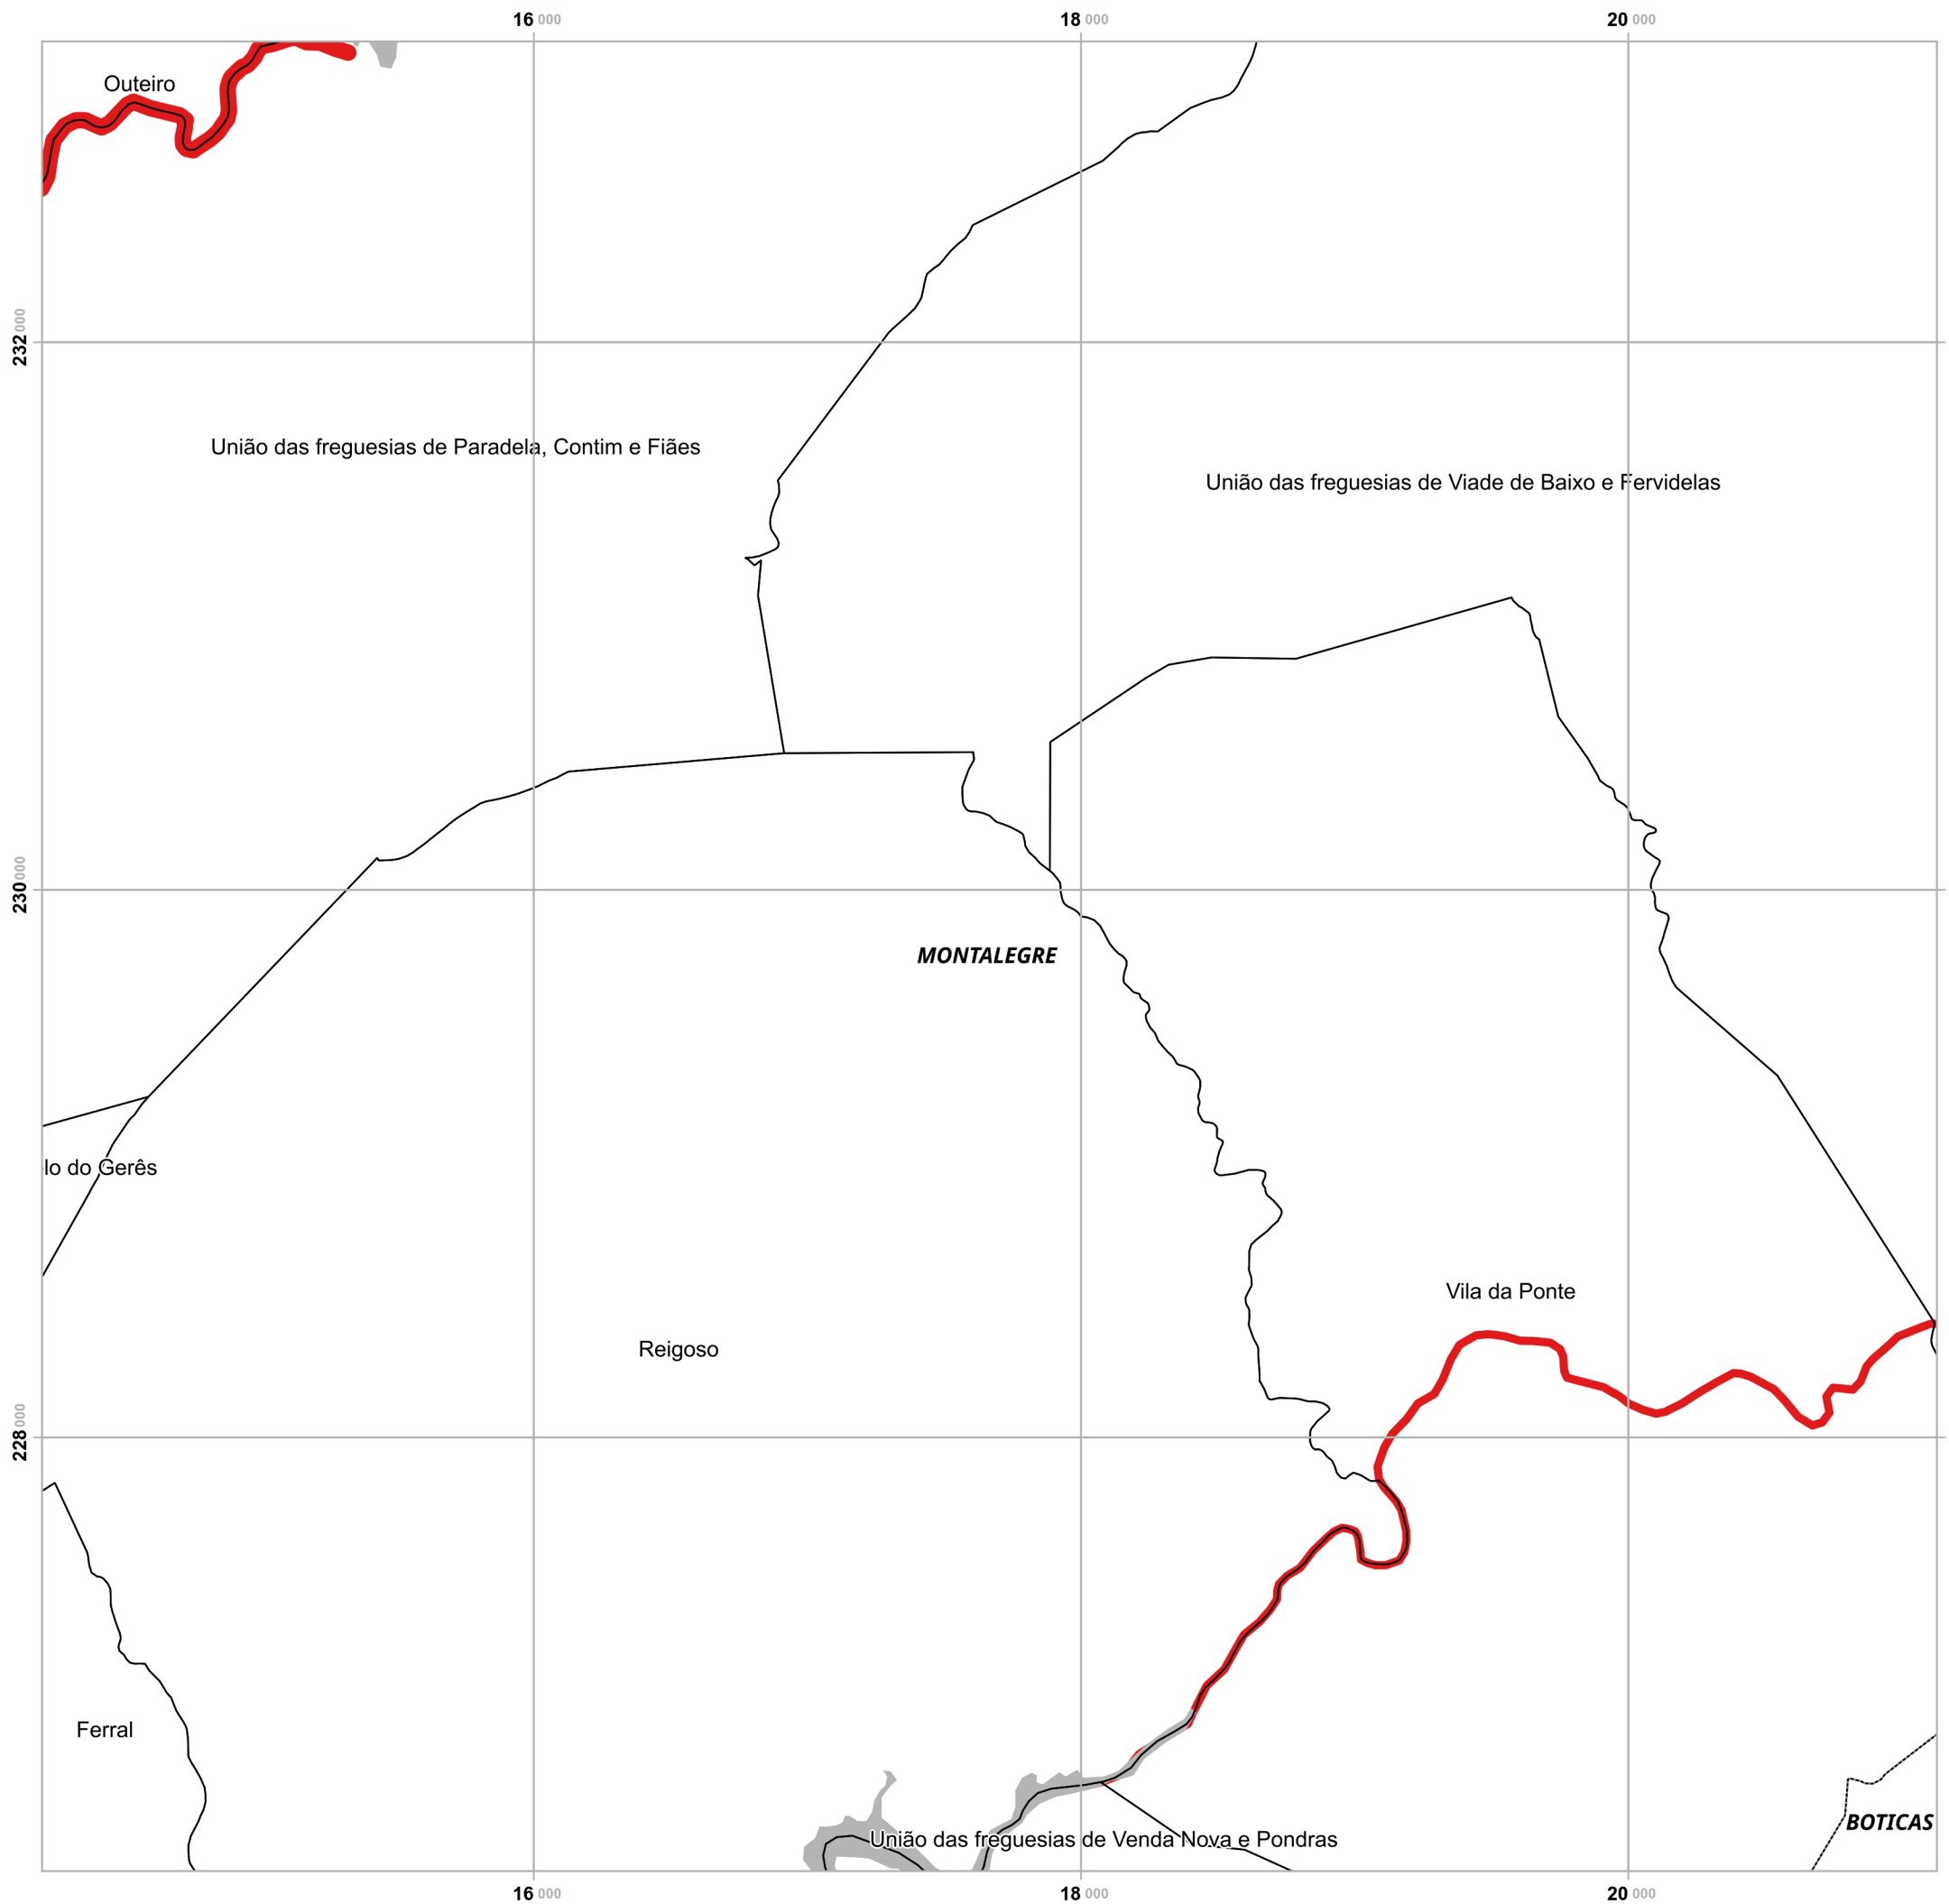 16 000
18 000
20 000
Outeiro
232 000
União das freguesias de Paradela, Contim e Fiães
União das freguesias de Viade de Baixo e Fervidelas
230 000
MONTALEGRE
lo do Gerês
Vila da Ponte
Reigoso
228 000
Ferral
BOTICAS
União das freguesias de Venda Nova e Pondras
16 000
18 000
20 000